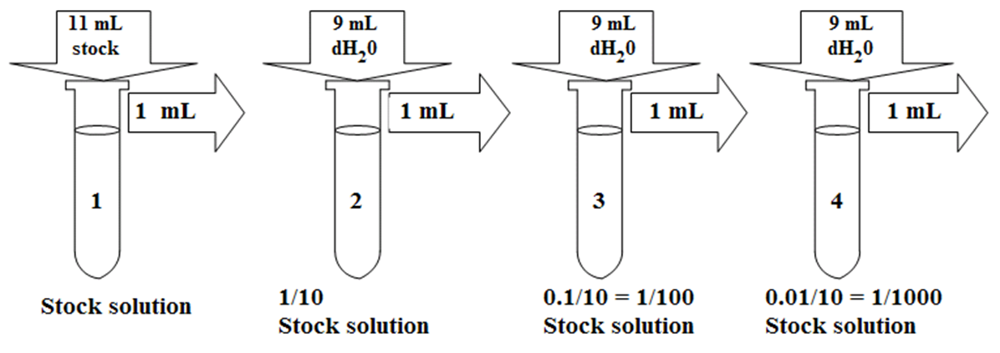 11 mL
stock
9 mL
dH₂0
9 mL
dH₂0
9 mL
dH₂0
1 mL
1 mL
1 mL
1 mL
1
2
3
4
Stock solution
1/10
Stock solution
0.1/10 = 1/100
Stock solution
0.01/10 = 1/1000
Stock solution